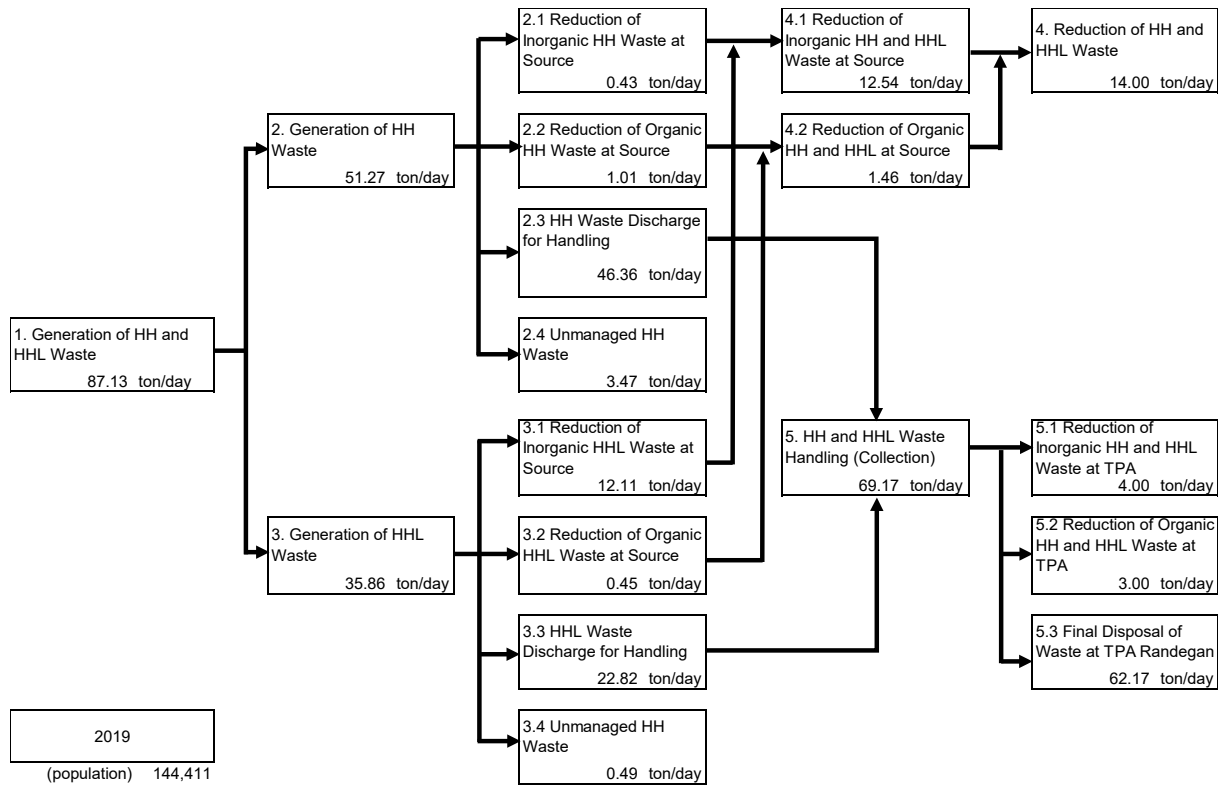 2.1 Reduction of
Inorganic HH Waste at
Source
0.43 ton/day
4.1 Reduction of
Inorganic HH and HHL
Waste at Source
12.54 ton/day
4. Reduction of HH and
HHL Waste
14.00 ton/day
2. Generation of HH
Waste
51.27 ton/day
2.2 Reduction of Organic
HH Waste at Source
1.01 ton/day
4.2 Reduction of Organic
HH and HHL at Source
1.46 ton/day
2.3 HH Waste Discharge
for Handling
46.36 ton/day
1. Generation of HH and
HHL Waste
87.13 ton/day
2.4 Unmanaged HH
Waste
3.47 ton/day
3.1 Reduction of
Inorganic HHL Waste at
Source
12.11 ton/day
5. HH and HHL Waste
Handling (Collection)
69.17 ton/day
5.1 Reduction of
Inorganic HH and HHL
Waste at TPA
4.00 ton/day
3. Generation of HHL
Waste
35.86 ton/day
3.2 Reduction of Organic
HHL Waste at Source
0.45 ton/day
5.2 Reduction of Organic
HH and HHL Waste at
TPA
3.00 ton/day
3.3 HHL Waste
Discharge for Handling
22.82 ton/day
5.3 Final Disposal of
Waste at TPA Randegan
62.17 ton/day
3.4 Unmanaged HH
Waste
0.49 ton/day
2019
(population) 144,411